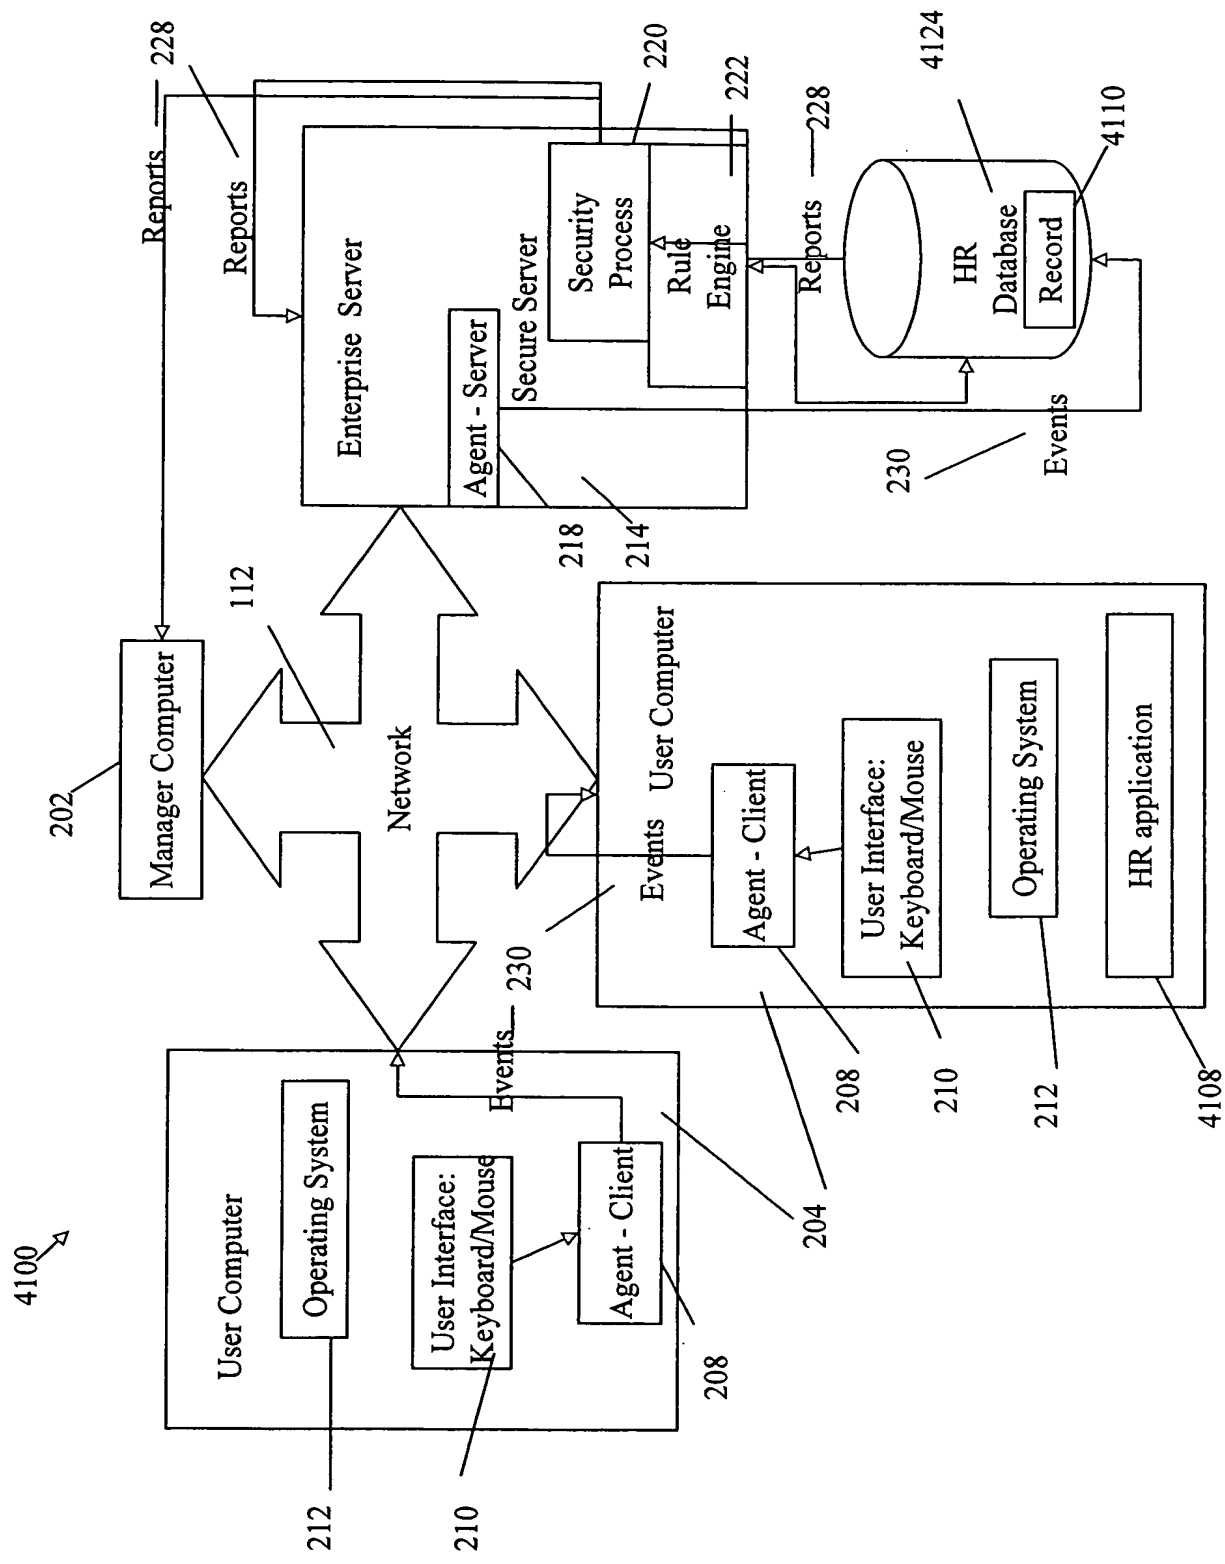 4100
User Computer
Operating System
212
User Interface:
Keyboard/Mouse
210
Agent - Client
208
Events
230
204
202
Manager Computer
112
Network
Reports
228
Reports
Enterprise Server
Agent - Server
Secure Server
218
214
Security
Process
220
Rule
Engine
222
Reports
228
HR
Database
4124
Record
4110
230
Events
User Computer
Events
Agent - Client
208
User Interface:
Keyboard/Mouse
210
Operating System
212
HR application
4108